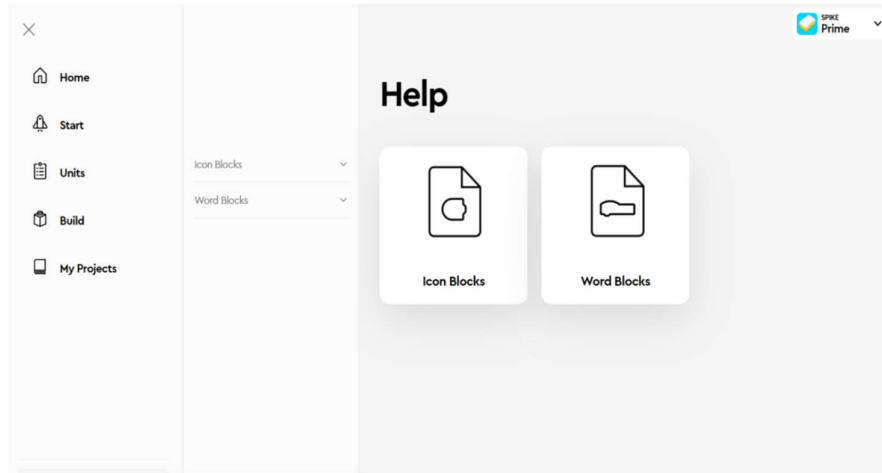 SPIKE
Prime
Home
Start
Units
Build
My Projects
Icon Blocks
Word Blocks
Help
Icon Blocks
Word Blocks